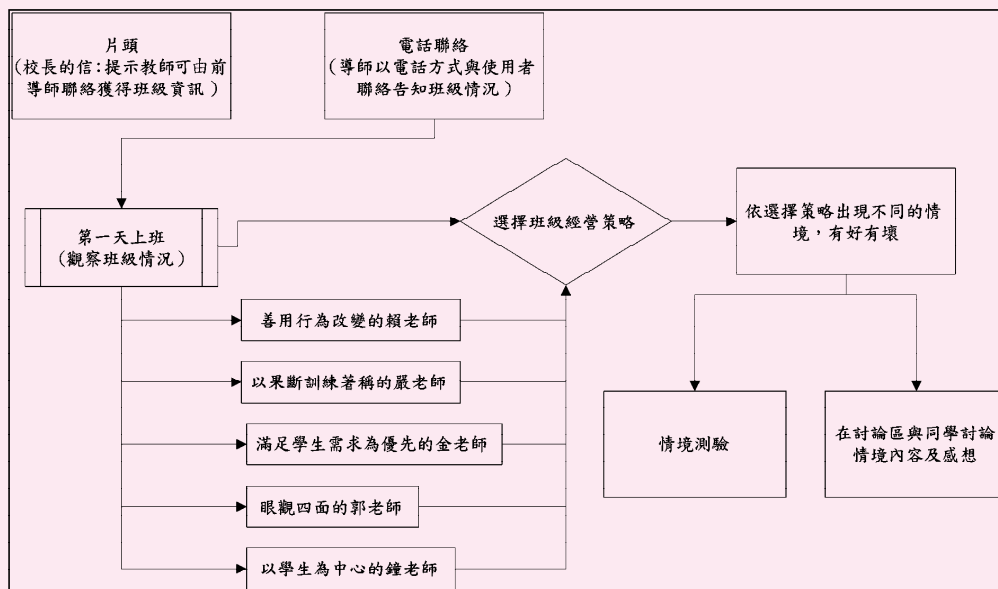 片頭
(校長的信:提示教師可由前
導師聯絡獲得班級資訊)
電話聯絡
(導師以電話方式與使用者
聯絡告知班級情況)
第一天上班
(觀察班級情況)
選擇班級經營策略
依選擇策略出現不同的情
境,有好有壞
善用行為改變的賴老師
以果斷訓練著稱的嚴老師
滿足學生需求為優先的金老師
眼觀四面的郭老師
以學生為中心的鐘老師
情境測驗
在討論區與同學討論
情境內容及感想